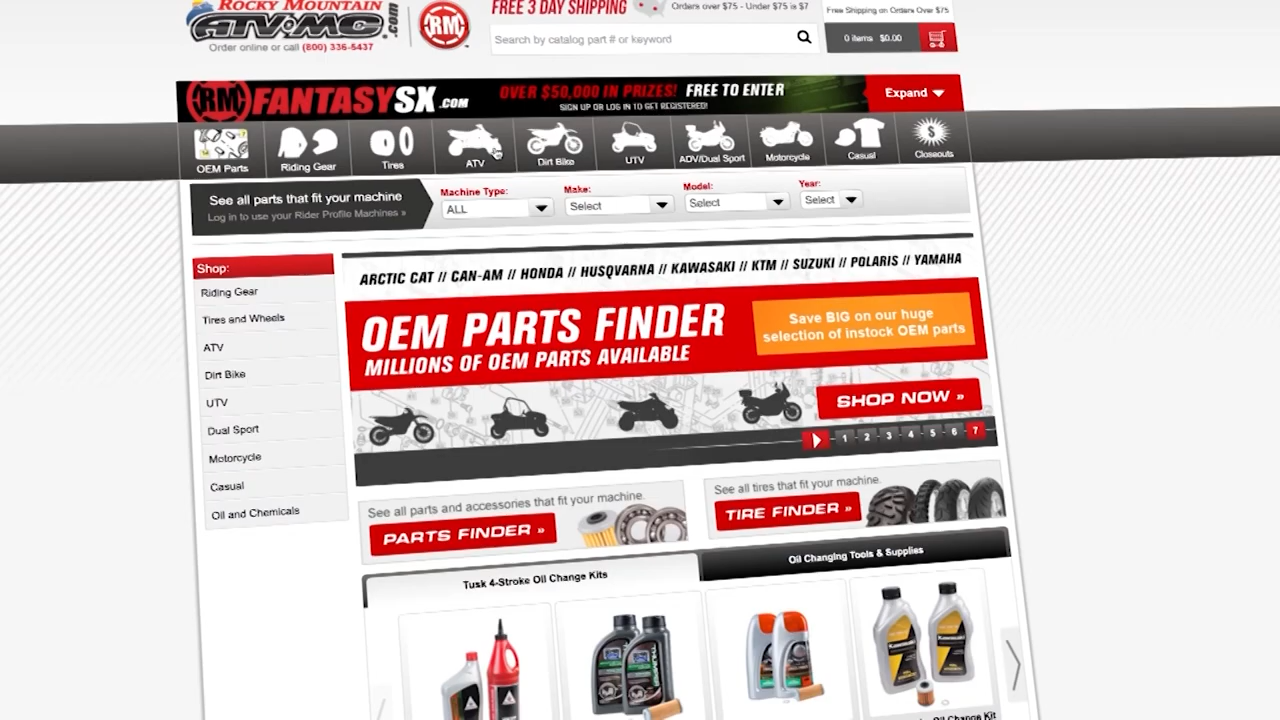 ROCKY MOUNTAIN
ATV MC .com
Order online or call (800) 336-5437
RM
FREE 3 DAY SHIPPING
Orders over $75 - Under $75 is $7
Free Shipping on Orders Over $75
Search by catalog part # or keyword
0 items $0.00
RM FANTASYSX.COM
OVER $50,000 IN PRIZES! FREE TO ENTER
SIGN UP OR LOG IN TO GET REGISTERED!
Expand
OEM Parts
Riding Gear
Tires
ATV
Dirt Bike
UTV
ADV/Dual Sport
Motorcycle
Casual
$
Closeouts
See all parts that fit your machine
Log in to use your Rider Profile Machines »
Machine Type:
ALL
Make:
Select
Model:
Select
Year:
Select
Shop:
Riding Gear
Tires and Wheels
ATV
Dirt Bike
UTV
Dual Sport
Motorcycle
Casual
Oil and Chemicals
ARCTIC CAT // CAN-AM // HONDA // HUSQVARNA // KAWASAKI // KTM // SUZUKI // POLARIS // YAMAHA
OEM PARTS FINDER
MILLIONS OF OEM PARTS AVAILABLE
Save BIG on our huge
selection of instock OEM parts
SHOP NOW »
1 2 3 4 5 6 7
See all parts and accessories that fit your machine.
PARTS FINDER »
See all tires that fit your machine.
TIRE FINDER »
Tusk 4-Stroke Oil Change Kits
Oil Changing Tools & Supplies
THUMPER
Kawasaki
Kawasaki
Oil Change Kit